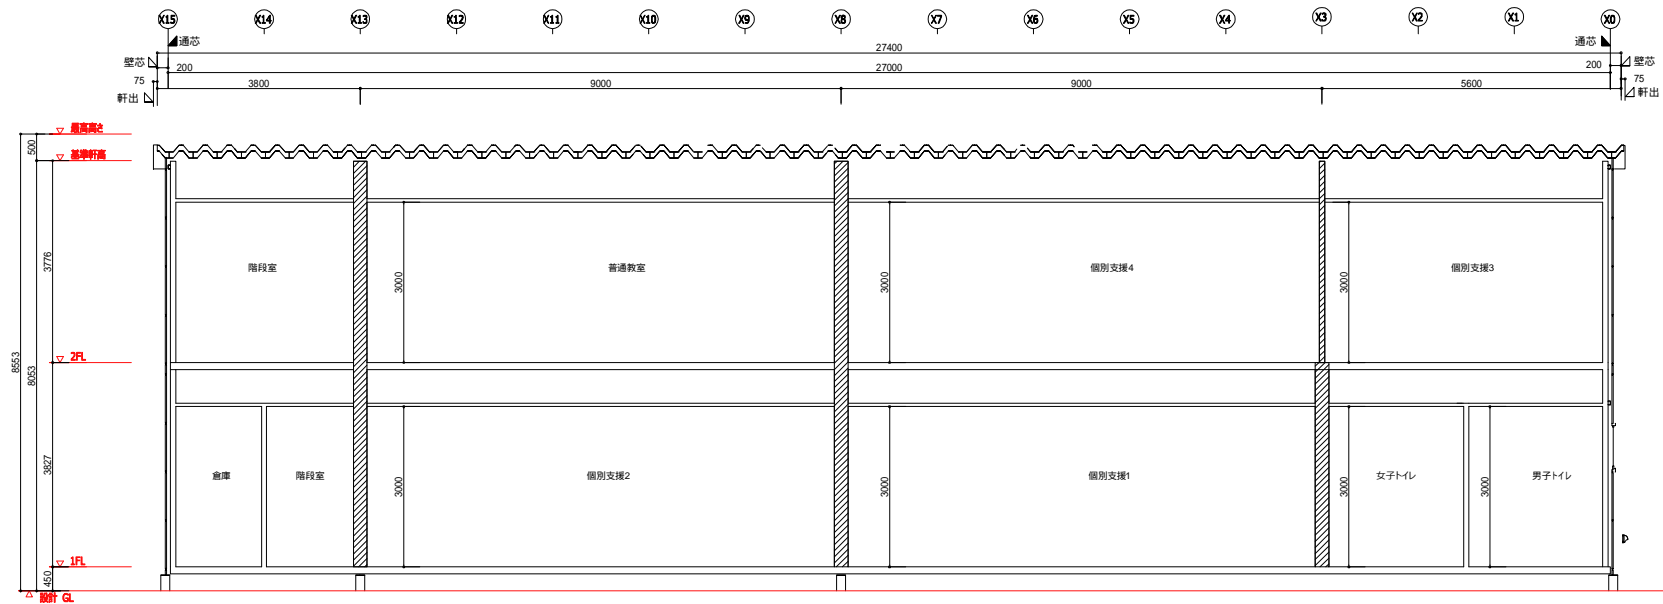 X15 X14 X13 X12 X11 X10 X9 X8 X7 X6 X5 X4 X3 X2 X1 X0
通芯 通芯
27400
壁芯 壁芯
200 27000 200
75 75
3800 9000 9000 5600
軒出 軒出
最高高さ
500
基準軒高
3776
階段室 普通教室 個別支援4 個別支援3
3000 3000 3000
2FL
8553
8053
3827
倉庫 階段室 個別支援2 個別支援1 女子トイレ 男子トイレ
3000 3000 3000 3000
1FL
450
設計 GL